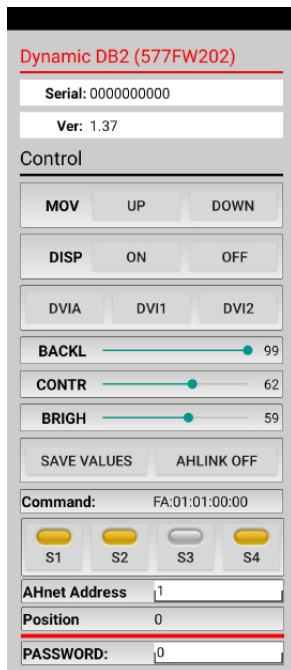 Dynamic DB2 (577FW202)
Serial: 0000000000
Ver: 1.37
Control
MOV UP DOWN
DISP ON OFF
DVIA DVI1 DVI2
BACKL 99
CONTR 62
BRIGH 59
SAVE VALUES AHLINK OFF
Command: FA:01:01:00:00
S1 S2 S3 S4
AHnet Address 1
Position 0
PASSWORD: 0